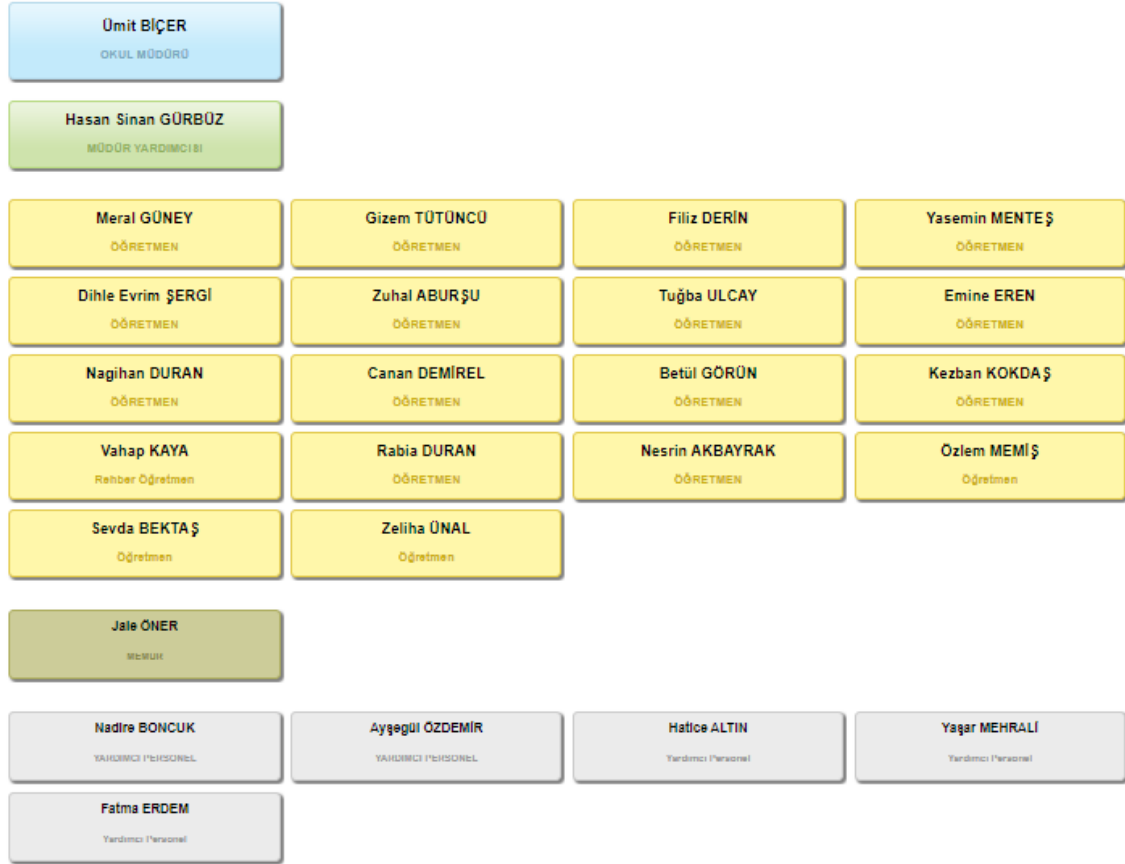 Ümit BİÇER
OKUL MÜDÜRÜ
Hasan Sinan GÜRBÜZ
MÜDÜR YARDIMCISI
Meral GÜNEY
ÖĞRETMEN
Gizem TÜTÜNCÜ
ÖĞRETMEN
Filiz DERİN
ÖĞRETMEN
Yasemin MENTEŞ
ÖĞRETMEN
Dihle Evrim ŞERGİ
ÖĞRETMEN
Zuhal ABURŞU
ÖĞRETMEN
Tuğba ULCAY
ÖĞRETMEN
Emine EREN
ÖĞRETMEN
Nagihan DURAN
ÖĞRETMEN
Canan DEMİREL
ÖĞRETMEN
Betül GÖRÜN
ÖĞRETMEN
Kezban KOKDAŞ
ÖĞRETMEN
Vahap KAYA
Rehber Öğretmen
Rabia DURAN
ÖĞRETMEN
Nesrin AKBAYRAK
ÖĞRETMEN
Özlem MEMİŞ
Öğretmen
Sevda BEKTAŞ
Öğretmen
Zeliha ÜNAL
Öğretmen
Jale ÖNER
MEMUR
Nadire BONCUK
YARDIMCI PERSONEL
Ayşegül ÖZDEMİR
YARDIMCI PERSONEL
Hatice ALTIN
Yardımcı Personel
Yaşar MEHRALİ
Yardımcı Personel
Fatma ERDEM
Yardımcı Personel